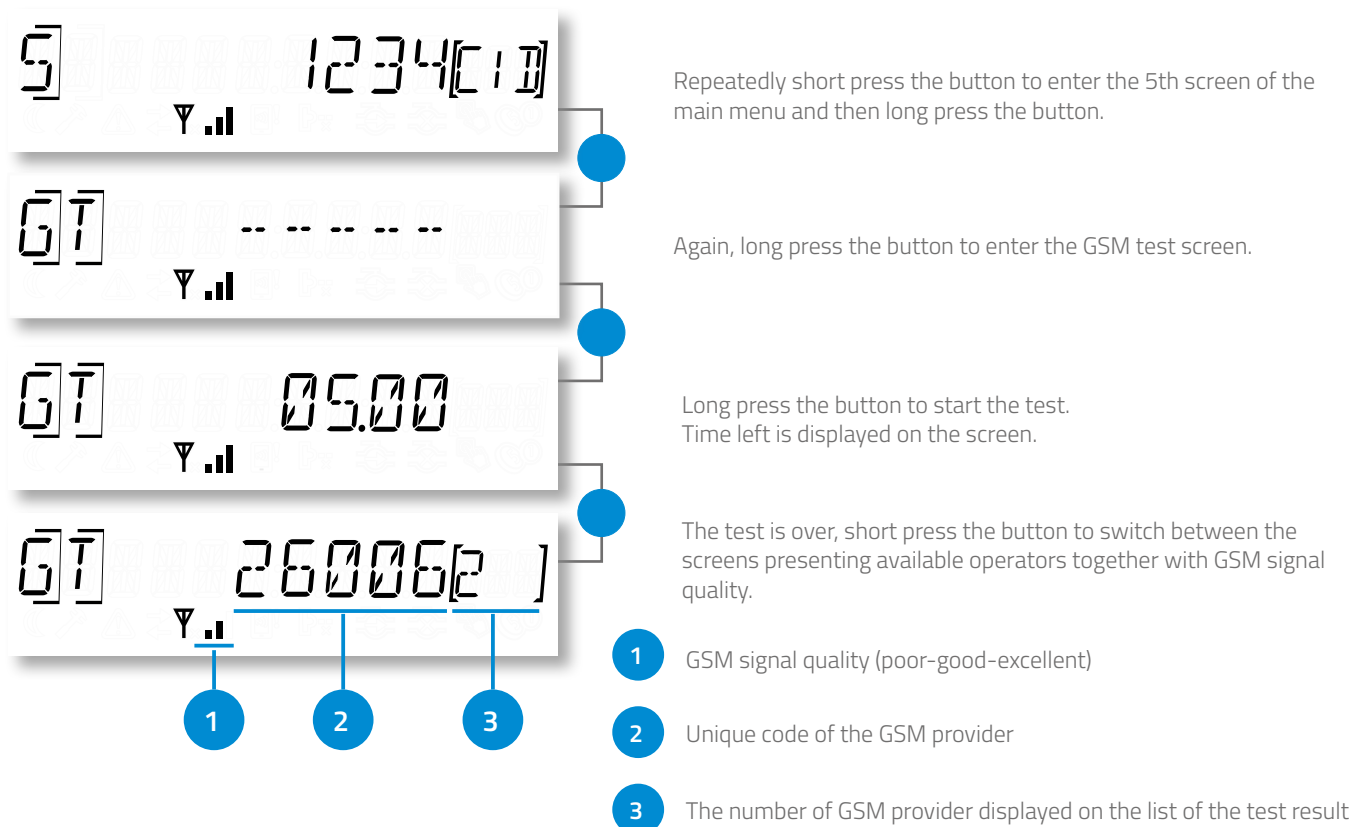 S 1234[CID]
Repeatedly short press the button to enter the 5th screen of the
main menu and then long press the button.
GT ------
Again, long press the button to enter the GSM test screen.
GT 05.00
Long press the button to start the test.
Time left is displayed on the screen.
GT 26006[2 ]
The test is over, short press the button to switch between the
screens presenting available operators together with GSM signal
quality.
1 2 3
1 GSM signal quality (poor-good-excellent)
2 Unique code of the GSM provider
3 The number of GSM provider displayed on the list of the test result